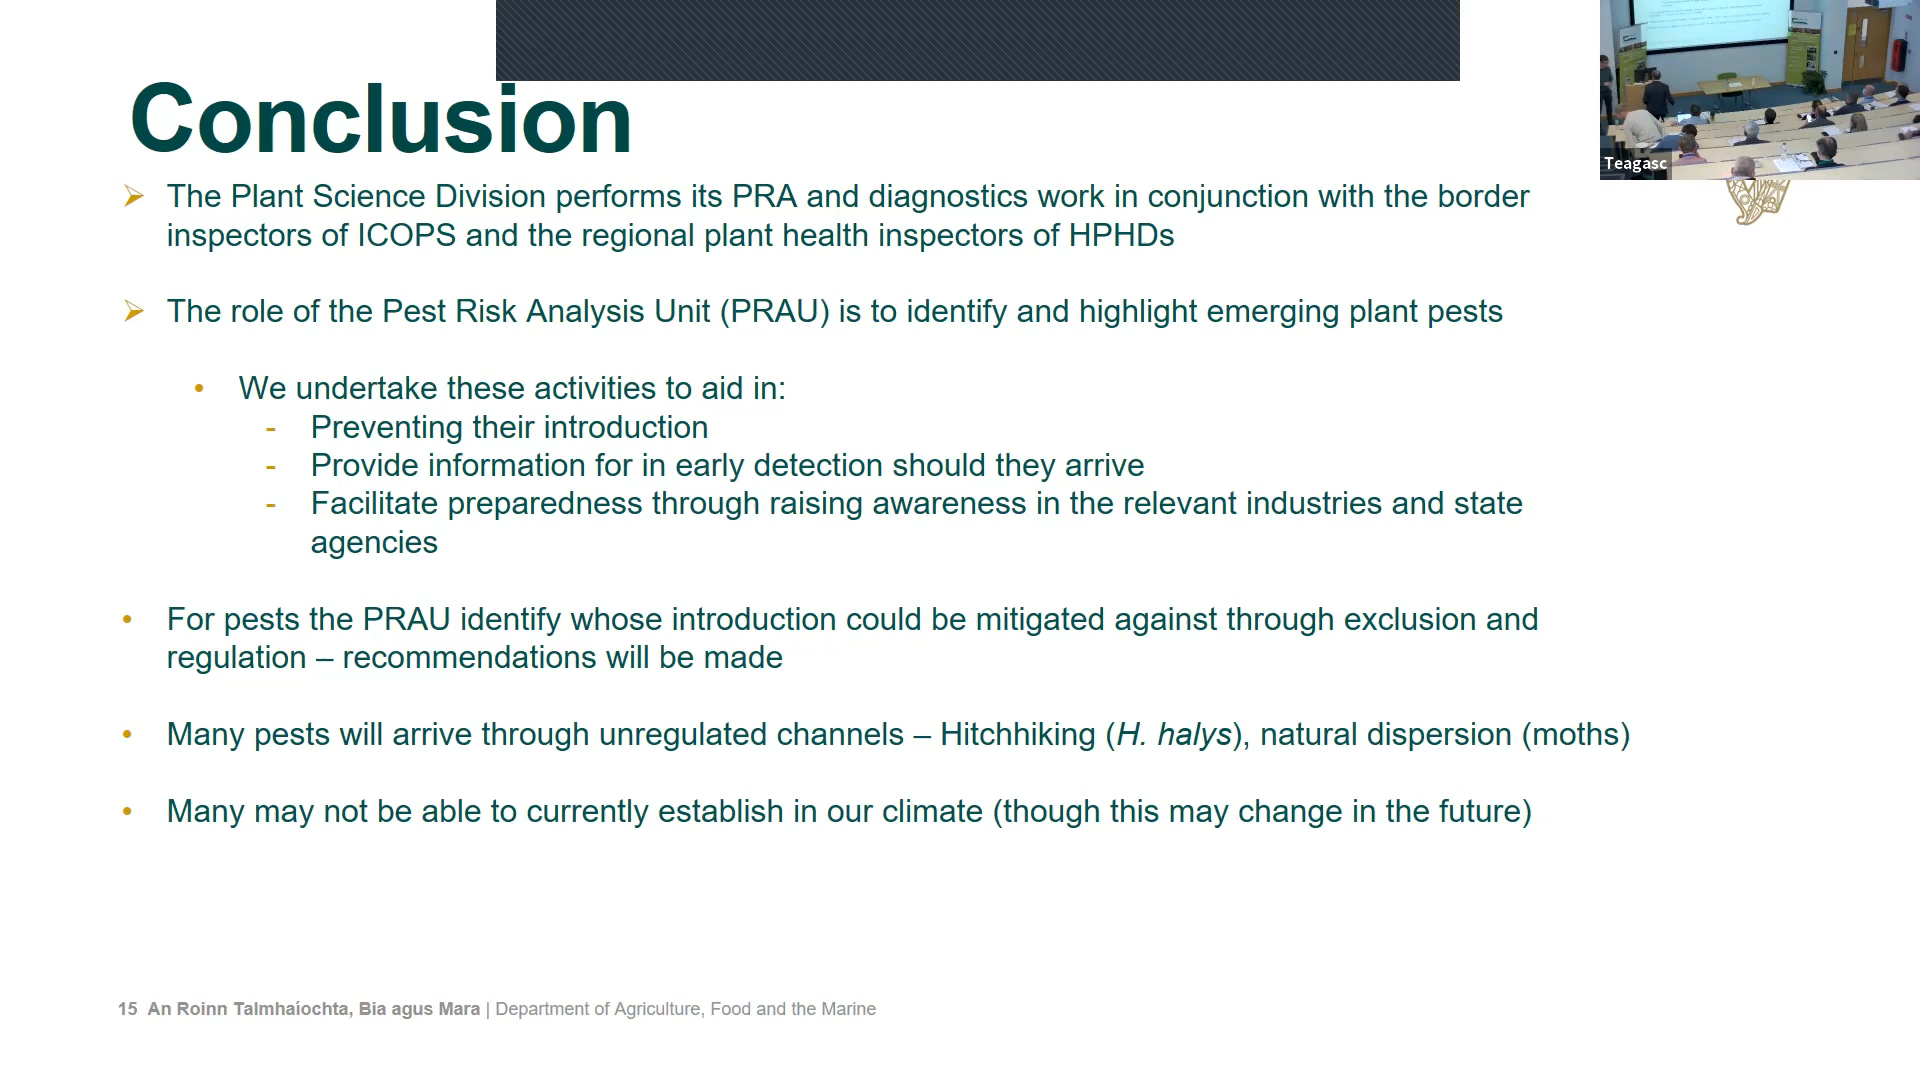 Conclusion
The Plant Science Division performs its PRA and diagnostics work in conjunction with the border
inspectors of ICOPS and the regional plant health inspectors of HPHDs
The role of the Pest Risk Analysis Unit (PRAU) is to identify and highlight emerging plant pests
• We undertake these activities to aid in:
- Preventing their introduction
- Provide information for in early detection should they arrive
- Facilitate preparedness through raising awareness in the relevant industries and state
agencies
• For pests the PRAU identify whose introduction could be mitigated against through exclusion and
regulation – recommendations will be made
• Many pests will arrive through unregulated channels – Hitchhiking (H. halys), natural dispersion (moths)
• Many may not be able to currently establish in our climate (though this may change in the future)
15 An Roinn Talmhaíochta, Bia agus Mara | Department of Agriculture, Food and the Marine
Teagasc